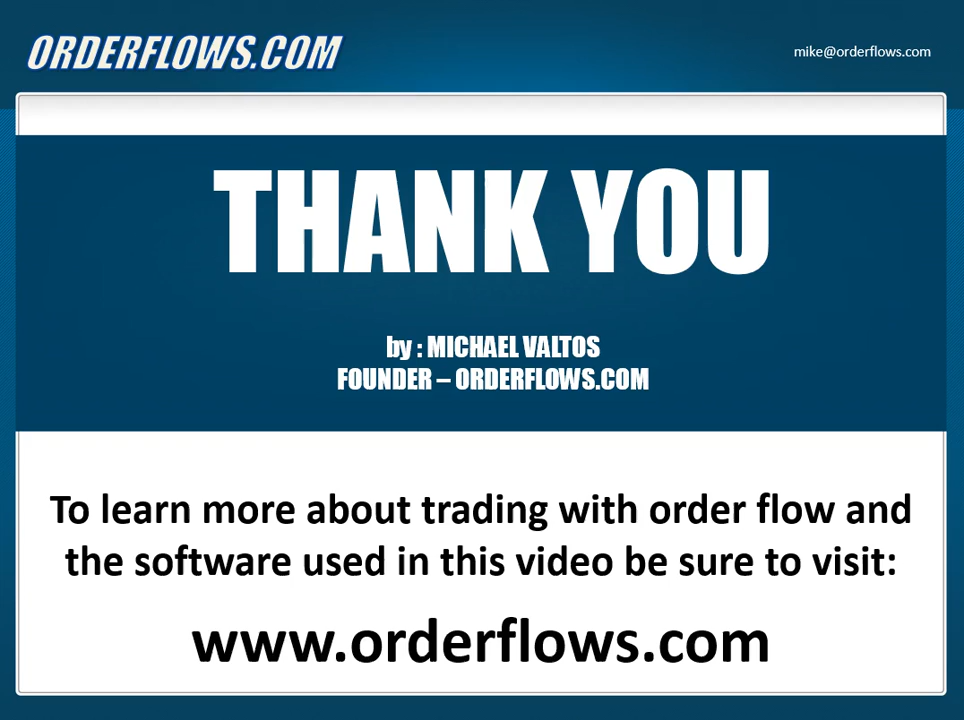 ORDERFLOWS.COM
mike@orderflows.com
THANK YOU
by : MICHAEL VALTOS
FOUNDER – ORDERFLOWS.COM
To learn more about trading with order flow and
the software used in this video be sure to visit:
www.orderflows.com